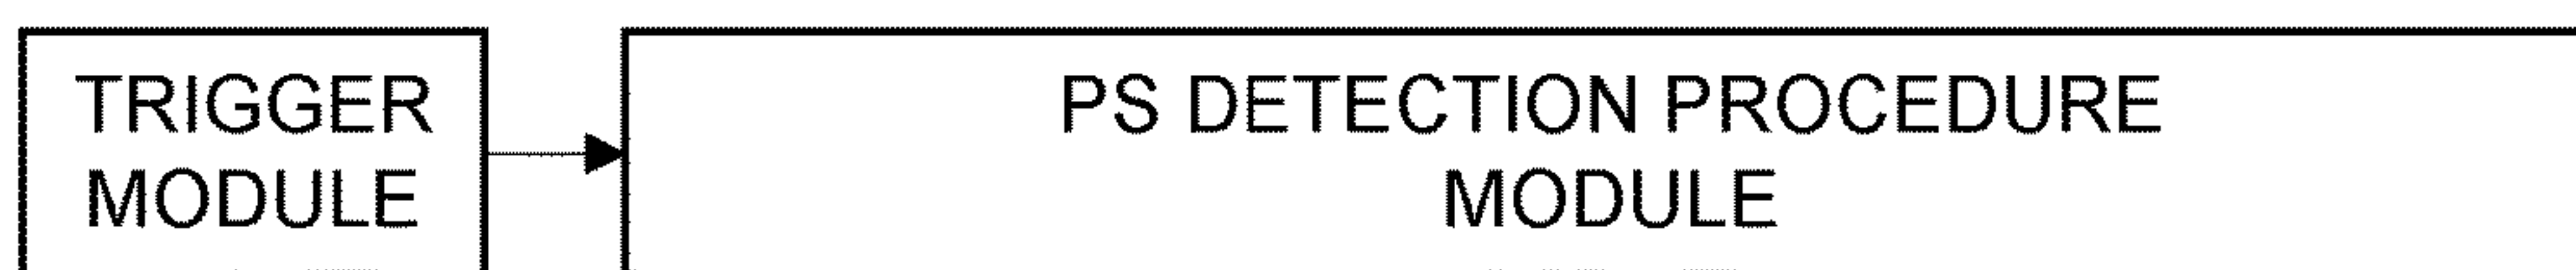 TRIGGER
MODULE
PS DETECTION PROCEDURE
MODULE